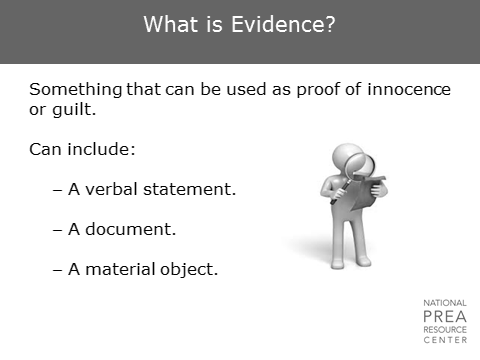 What is Evidence?
Something that can be used as proof of innocence
or guilt.
Can include:
– A verbal statement.
– A document.
– A material object.
NATIONAL
PREA
RESOURCE
CENTER